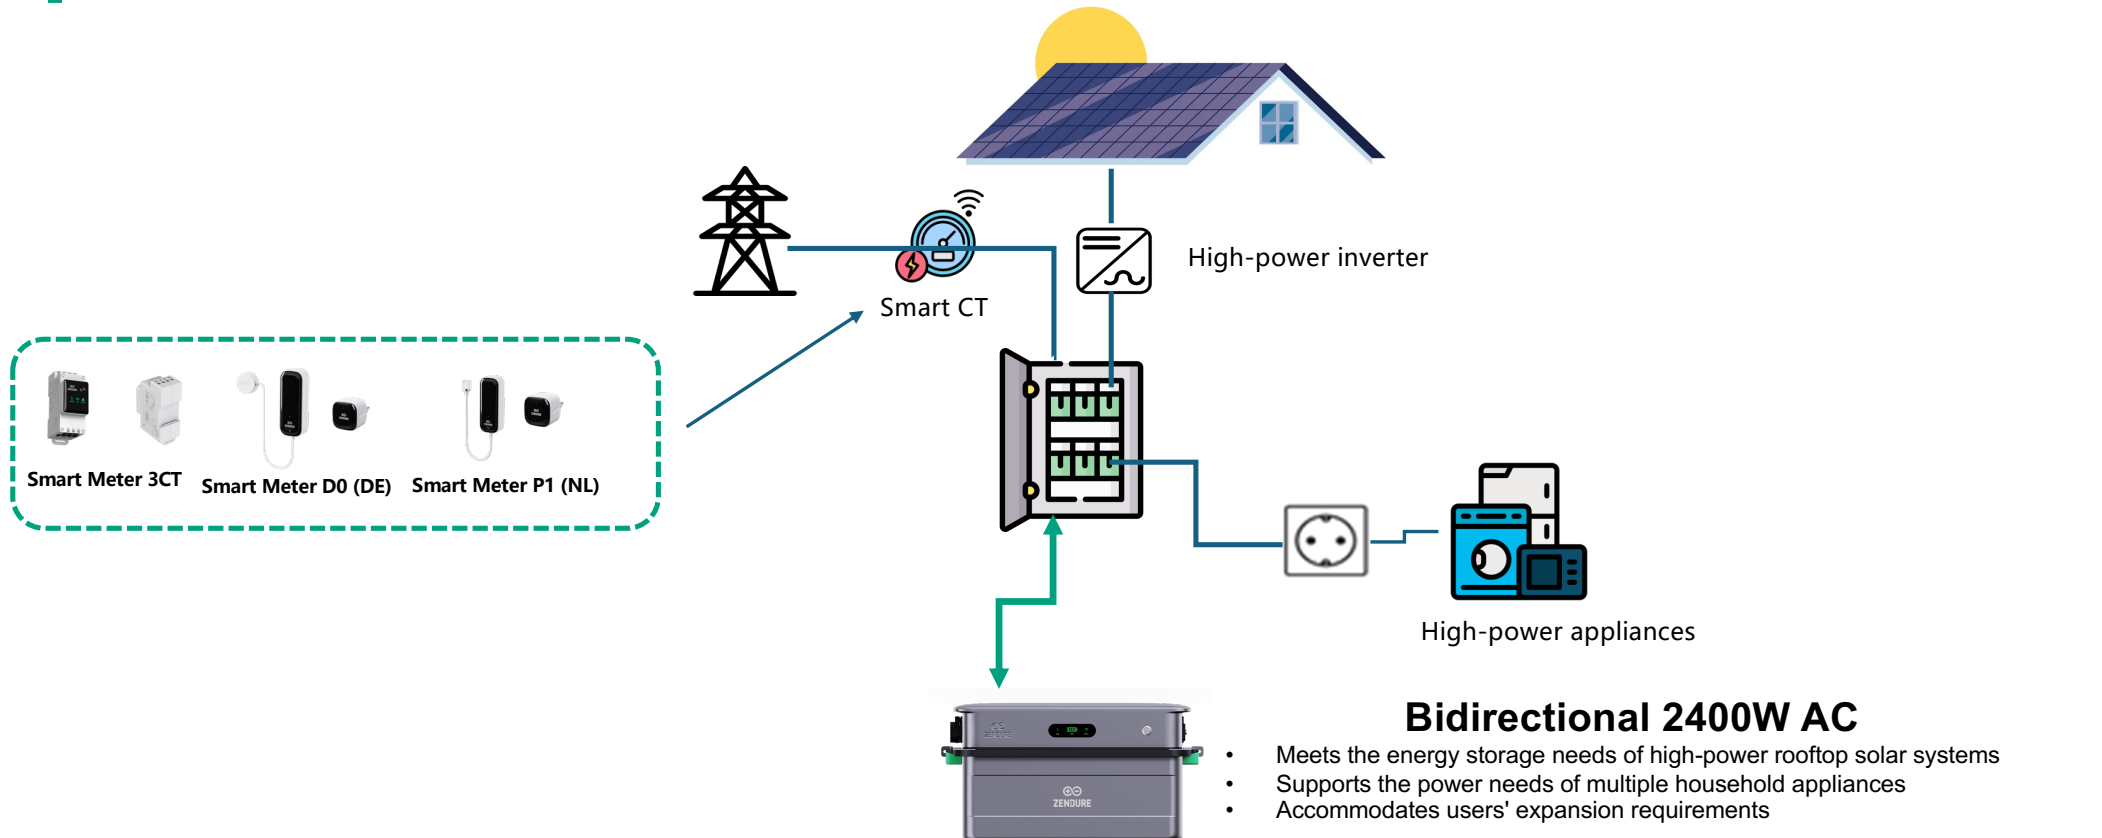 High-power inverter
Smart CT
Smart Meter 3CT
Smart Meter D0 (DE)
Smart Meter P1 (NL)
High-power appliances
ZENDURE
Bidirectional 2400W AC
• Meets the energy storage needs of high-power rooftop solar systems
• Supports the power needs of multiple household appliances
• Accommodates users' expansion requirements
ZENDURE